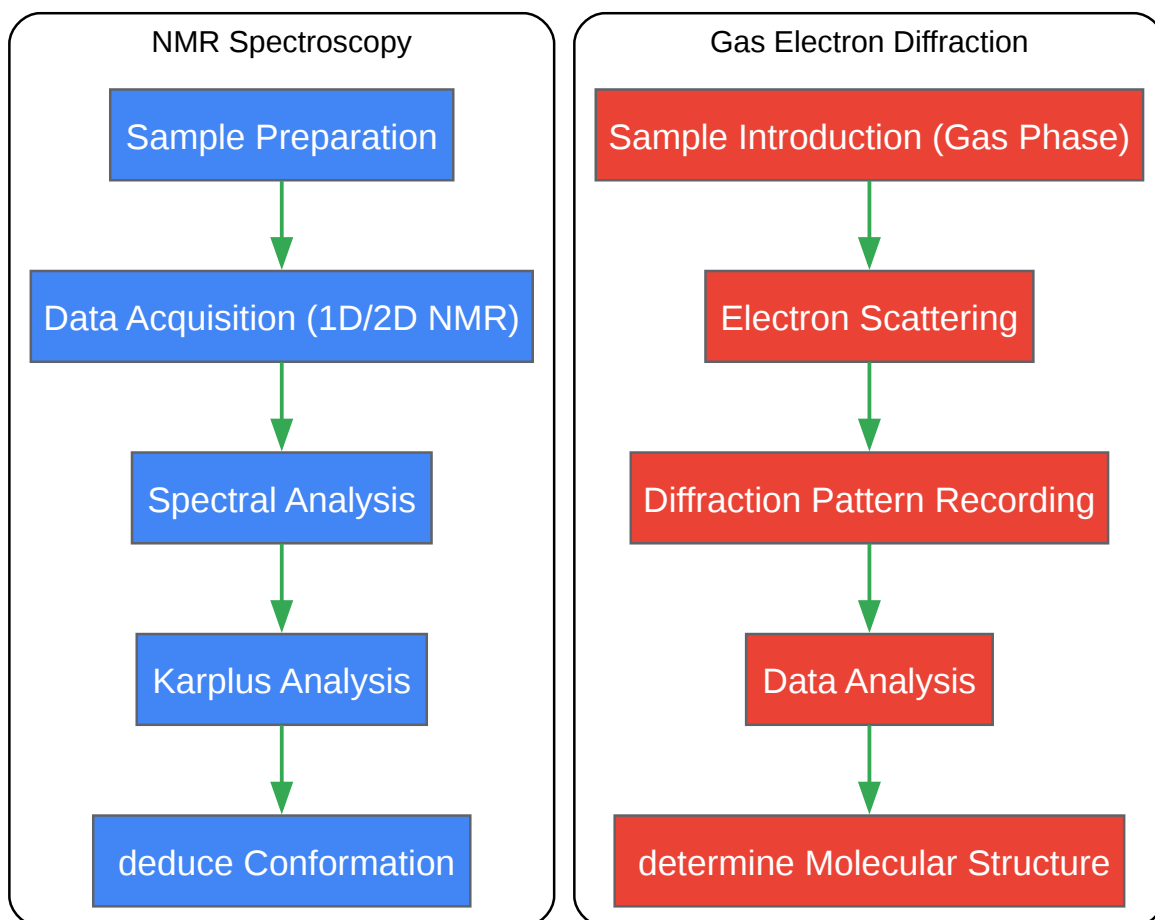 NMR Spectroscopy
Sample Preparation
Data Acquisition (1D/2D NMR)
Spectral Analysis
Karplus Analysis
deduce Conformation
Gas Electron Diffraction
Sample Introduction (Gas Phase)
Electron Scattering
Diffraction Pattern Recording
Data Analysis
determine Molecular Structure